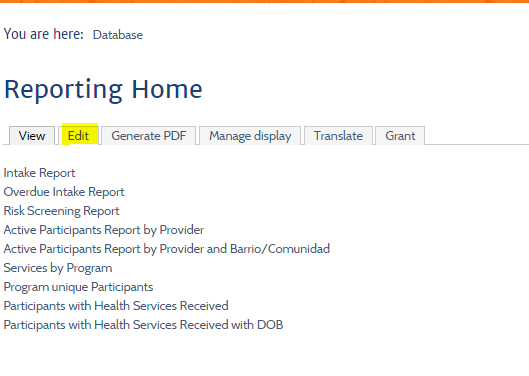 You are here: Database
Reporting Home
View Edit Generate PDF Manage display Translate Grant
Intake Report
Overdue Intake Report
Risk Screening Report
Active Participants Report by Provider
Active Participants Report by Provider and Barrio/Comunidad
Services by Program
Program unique Participants
Participants with Health Services Received
Participants with Health Services Received with DOB